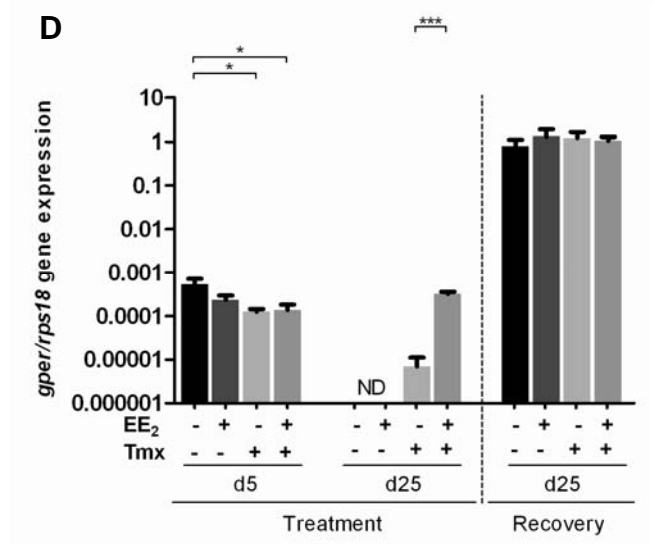 D
***
*
*
gper/rps18 gene expression
10
1
0.1
0.01
0.001
0.0001
0.00001
0.000001
ND
EE2 - + - + - + - + - + - +
Tmx - - + + - - + + - - + +
d5 d25 d25
Treatment Recovery